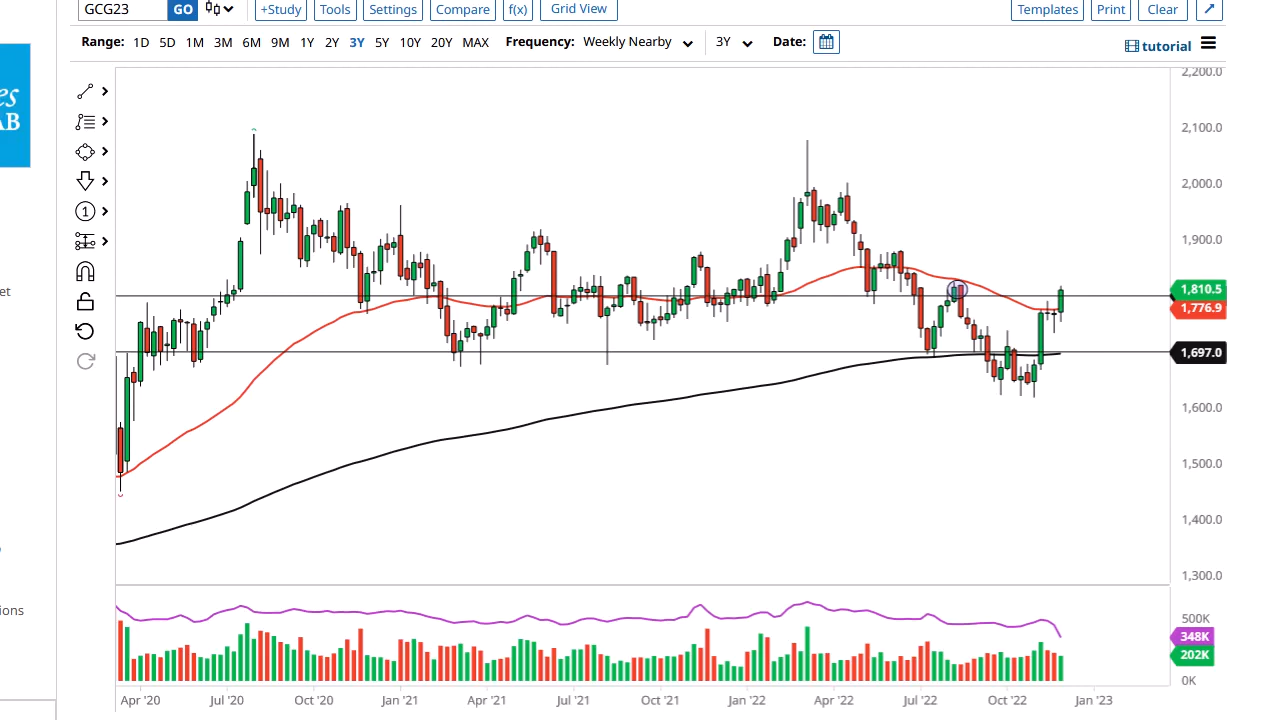 GCG23 GO +Study Tools Settings Compare f(x) Grid View Templates Print Clear
Range: 1D 5D 1M 3M 6M 9M 1Y 2Y 3Y 5Y 10Y 20Y MAX Frequency: Weekly Nearby 3Y Date: tutorial
2,200.0
es
AB
2,100.0
2,000.0
1
1,900.0
et
1,810.5
1,776.9
1,697.0
1,600.0
1,500.0
1,400.0
1,300.0
ions
500K
348K
202K
0K
Apr '20 Jul '20 Oct '20 Jan '21 Apr '21 Jul '21 Oct '21 Jan '22 Apr '22 Jul '22 Oct '22 Jan '23